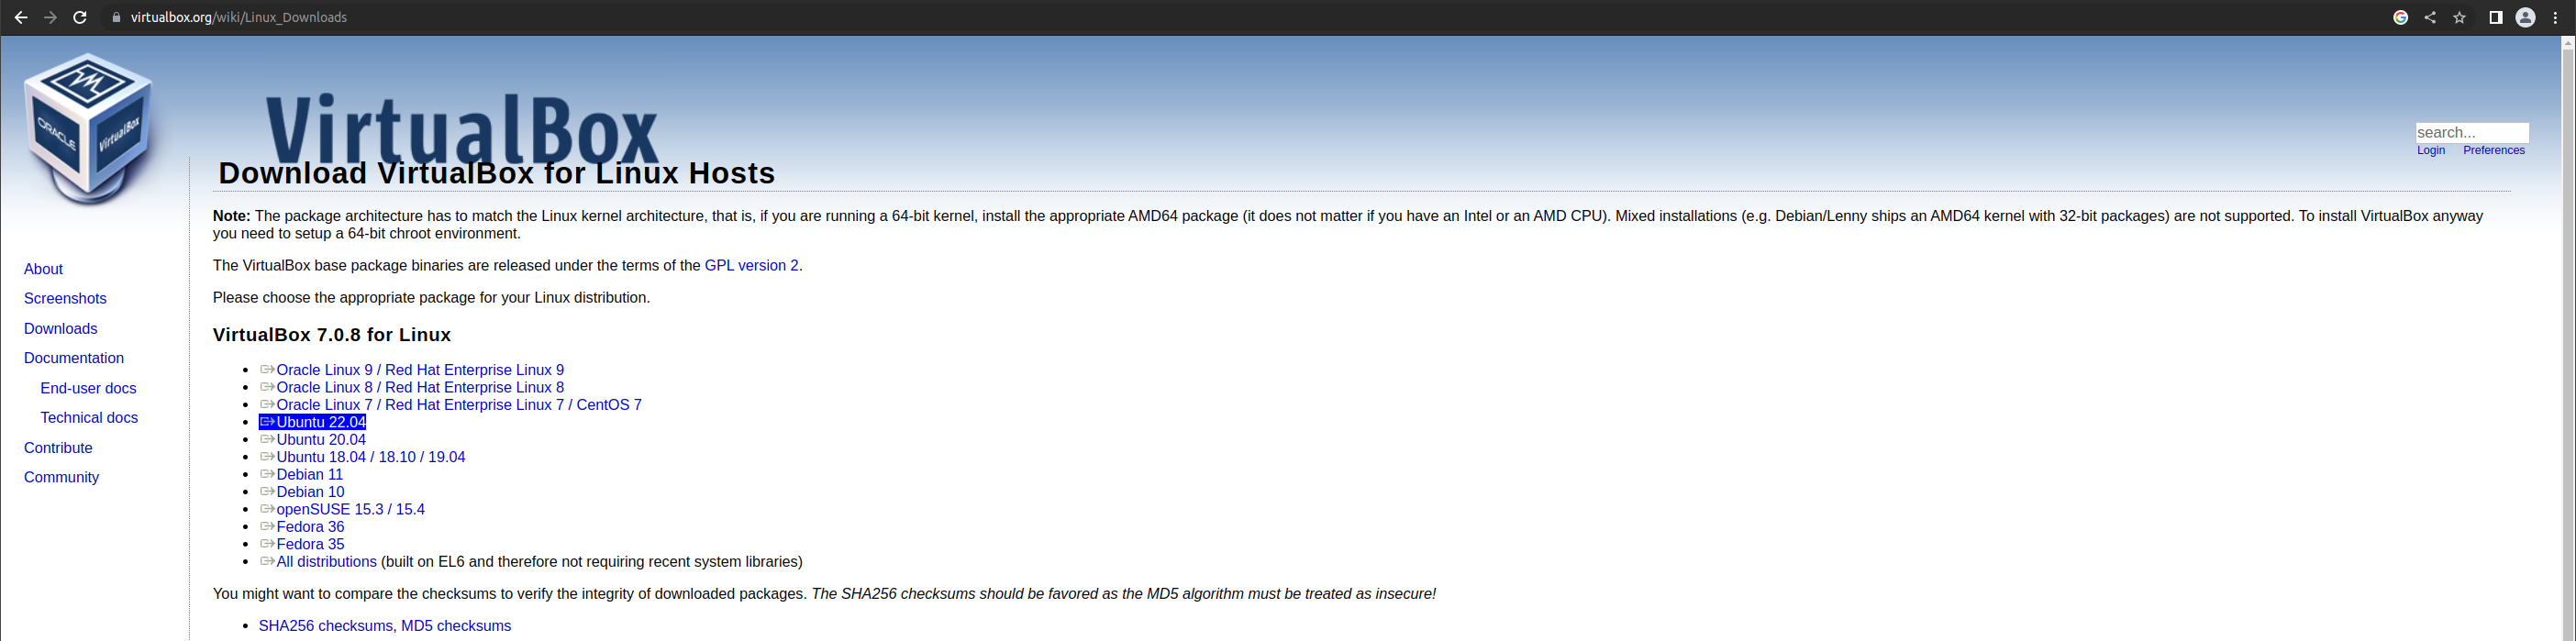 virtualbox.org/wiki/Linux_Downloads
ORACLE
VirtualBox
VirtualBox
search...
Login Preferences
Download VirtualBox for Linux Hosts
Note: The package architecture has to match the Linux kernel architecture, that is, if you are running a 64-bit kernel, install the appropriate AMD64 package (it does not matter if you have an Intel or an AMD CPU). Mixed installations (e.g. Debian/Lenny ships an AMD64 kernel with 32-bit packages) are not supported. To install VirtualBox anyway
you need to setup a 64-bit chroot environment.
The VirtualBox base package binaries are released under the terms of the GPL version 2.
Please choose the appropriate package for your Linux distribution.
About
Screenshots
Downloads
Documentation
End-user docs
Technical docs
Contribute
Community
VirtualBox 7.0.8 for Linux
Oracle Linux 9 / Red Hat Enterprise Linux 9
Oracle Linux 8 / Red Hat Enterprise Linux 8
Oracle Linux 7 / Red Hat Enterprise Linux 7 / CentOS 7
Ubuntu 22.04
Ubuntu 20.04
Ubuntu 18.04 / 18.10 / 19.04
Debian 11
Debian 10
openSUSE 15.3 / 15.4
Fedora 36
Fedora 35
All distributions (built on EL6 and therefore not requiring recent system libraries)
You might want to compare the checksums to verify the integrity of downloaded packages. The SHA256 checksums should be favored as the MD5 algorithm must be treated as insecure!
SHA256 checksums, MD5 checksums